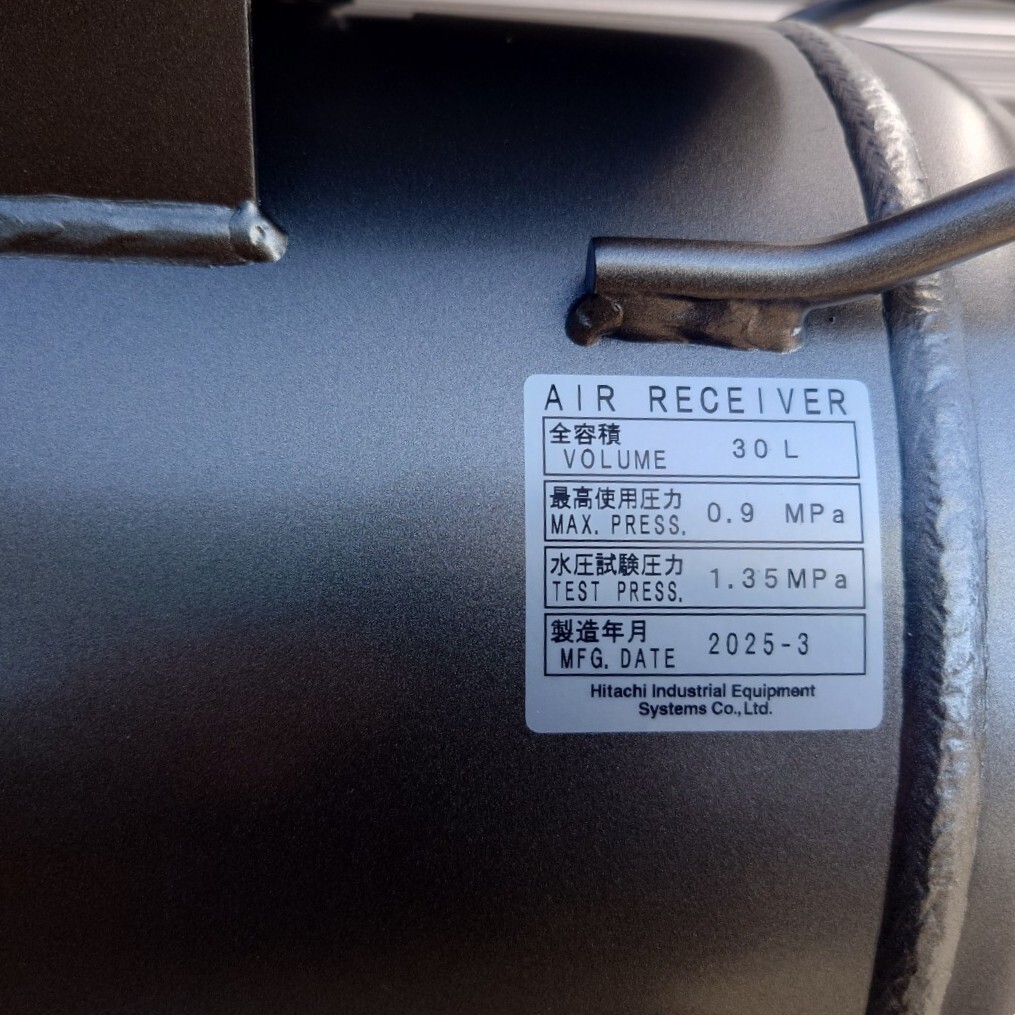 AIR RECEIVER
全容積
VOLUME 30 L
最高使用圧力
MAX. PRESS. 0.9 MPa
水圧試験圧力
TEST PRESS. 1.35MPa
製造年月
MFG. DATE 2025-3
Hitachi Industrial Equipment
Systems Co., Ltd.